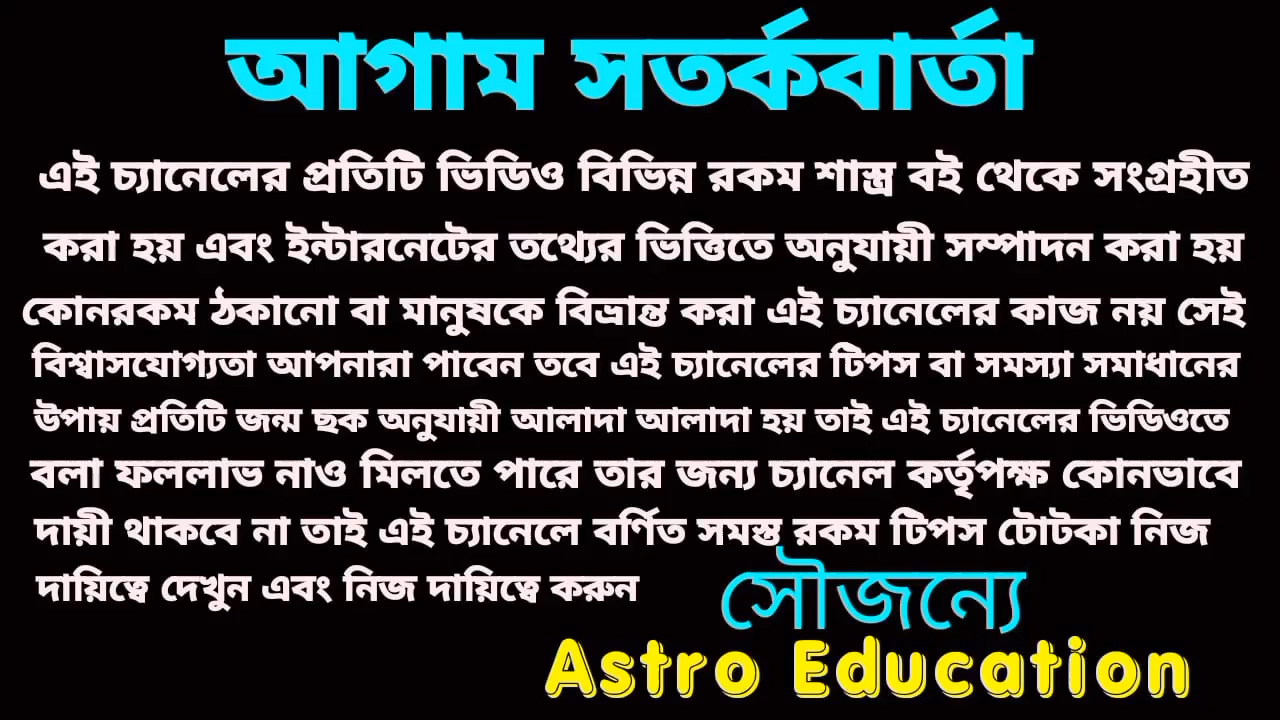 আগাম সতর্কবার্তা
এই চ্যানেলের প্রতিটি ভিডিও বিভিন্ন রকম শাস্ত্র বই থেকে সংগ্রহীত
করা হয় এবং ইন্টারনেটের তথ্যের ভিত্তিতে অনুযায়ী সম্পাদন করা হয়
কোনরকম ঠকানো বা মানুষকে বিভ্রান্ত করা এই চ্যানেলের কাজ নয় সেই
বিশ্বাসযোগ্যতা আপনারা পাবেন তবে এই চ্যানেলের টিপস বা সমস্যা সমাধানের
উপায় প্রতিটি জন্ম ছক অনুযায়ী আলাদা আলাদা হয় তাই এই চ্যানেলের ভিডিওতে
বলা ফললাভ নাও মিলতে পারে তার জন্য চ্যানেল কর্তৃপক্ষ কোনভাবে
দায়ী থাকবে না তাই এই চ্যানেলে বর্ণিত সমস্ত রকম টিপস টোটকা নিজ
দায়িত্বে দেখুন এবং নিজ দায়িত্বে করুন
সৌজন্যে
Astro Education